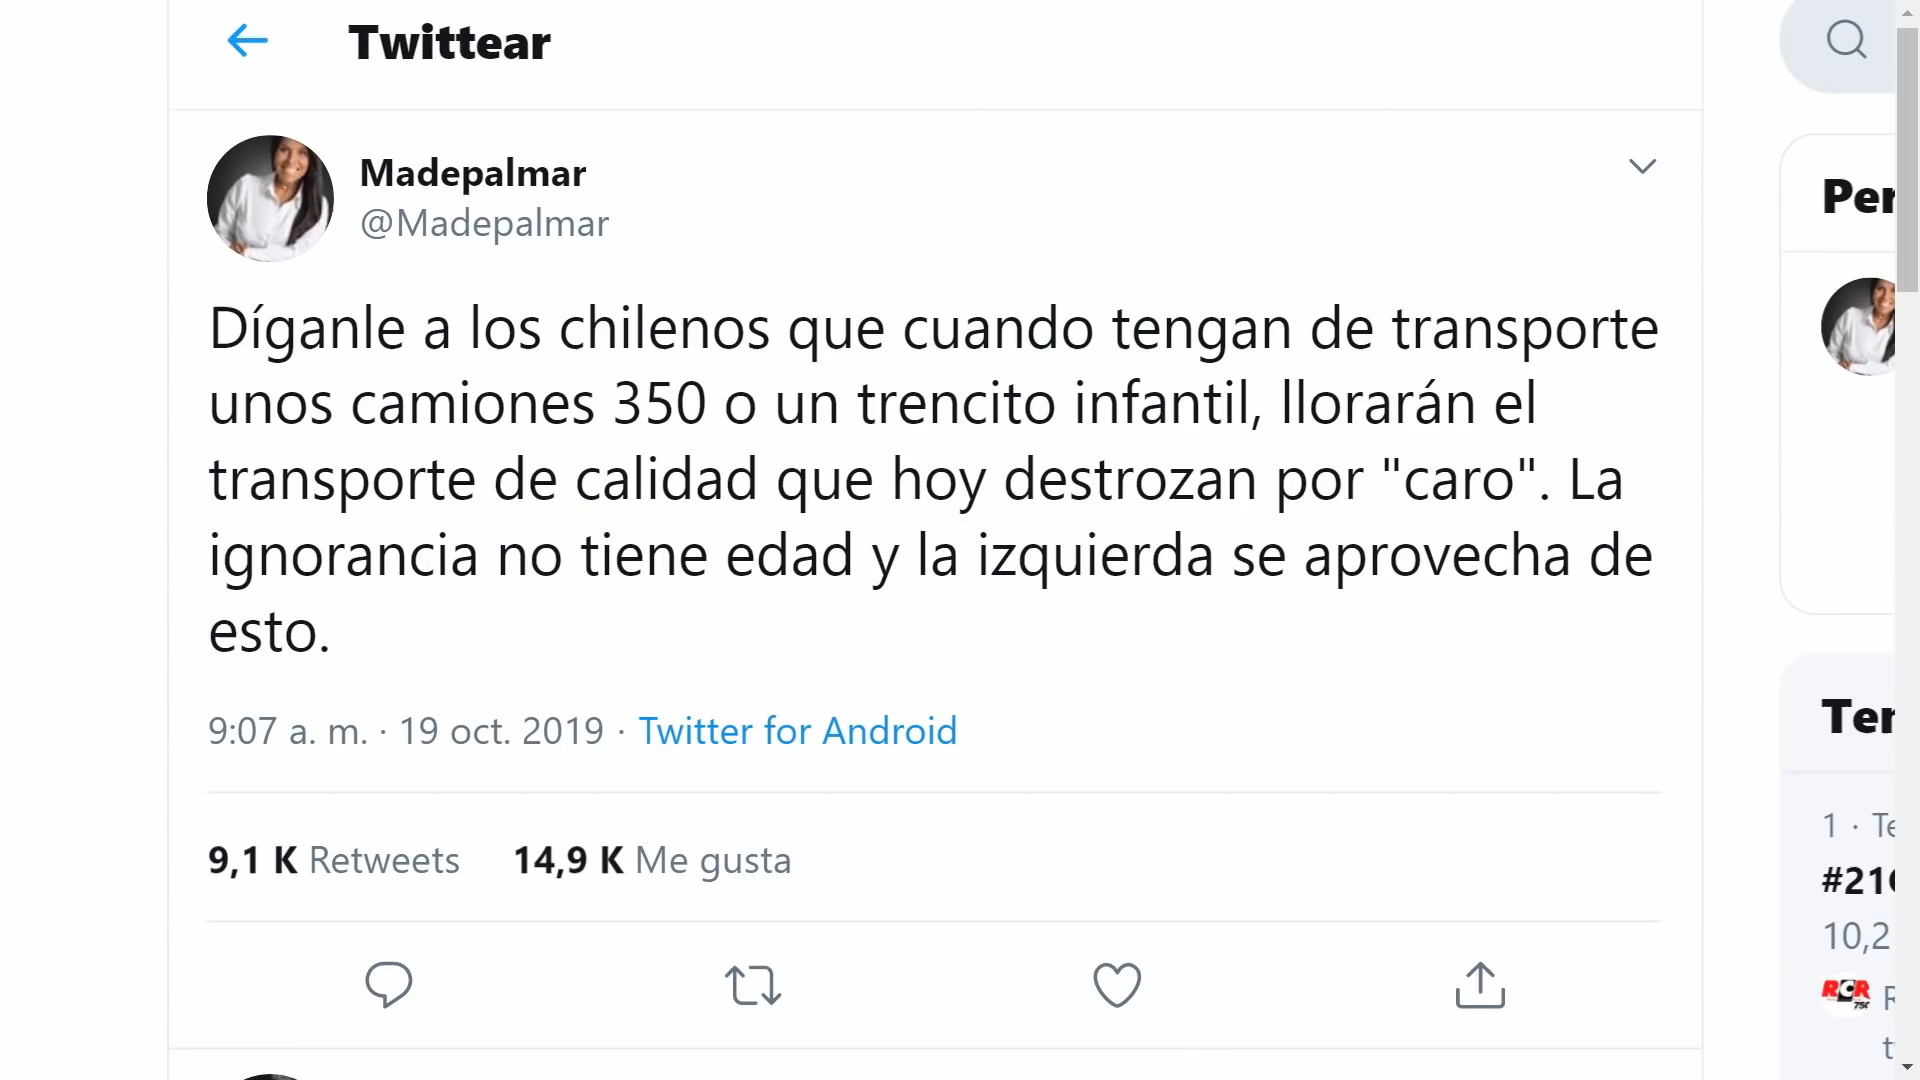 Twittear
Madepalmar
@Madepalmar
Díganle a los chilenos que cuando tengan de transporte
unos camiones 350 o un trencito infantil, llorarán el
transporte de calidad que hoy destrozan por "caro". La
ignorancia no tiene edad y la izquierda se aprovecha de
esto.
9:07 a. m. · 19 oct. 2019 · Twitter for Android
9,1 K Retweets 14,9 K Me gusta
Per
Ter
1 · Te
#21
10,2
RCR
750
R